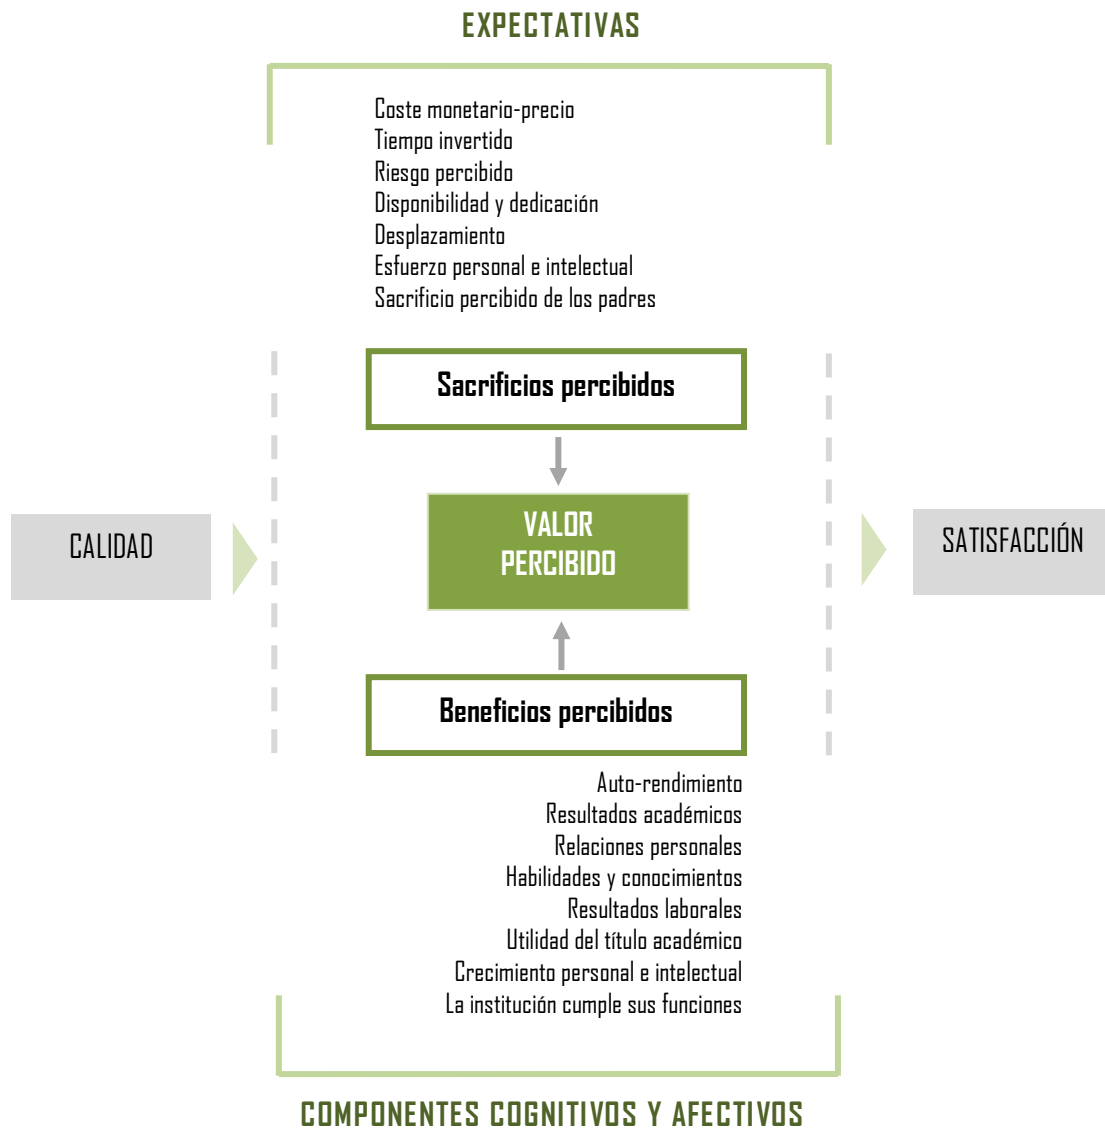 EXPECTATIVAS
Coste monetario-precio
Tiempo invertido
Riesgo percibido
Disponibilidad y dedicación
Desplazamiento
Esfuerzo personal e intelectual
Sacrificio percibido de los padres
Sacrificios percibidos
CALIDAD
VALOR
PERCIBIDO
SATISFACCIÓN
Beneficios percibidos
Auto-rendimiento
Resultados académicos
Relaciones personales
Habilidades y conocimientos
Resultados laborales
Utilidad del título académico
Crecimiento personal e intelectual
La institución cumple sus funciones
COMPONENTES COGNITIVOS Y AFECTIVOS